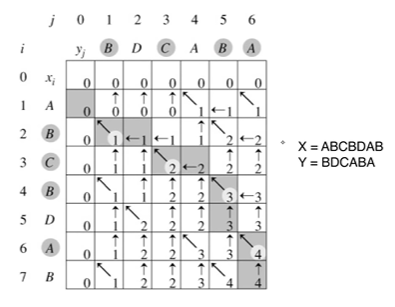 j 0 1 2 3 4 5 6
i y_j B D C A B A
0 x_i 0 0 0 0 0 0 0
1 A 0 ↑0 ↑0 ↑0 ↖1 ←1 ↖1
2 B 0 ↖1 ←1 ←1 ↑1 ↖2 ←2
3 C 0 ↑1 ↑1 ↖2 ←2 ↑2 ↑2
4 B 0 ↖1 ↑1 ↑2 ↑2 ↖3 ←3
5 D 0 ↑1 ↖2 ↑2 ↑2 ↑3 ↑3
6 A 0 ↑1 ↑2 ↑2 ↖3 ↑3 ↖4
7 B 0 ↖1 ↑2 ↑2 ↑3 ↖4 ↑4
X = ABCBDAB
Y = BDCABA